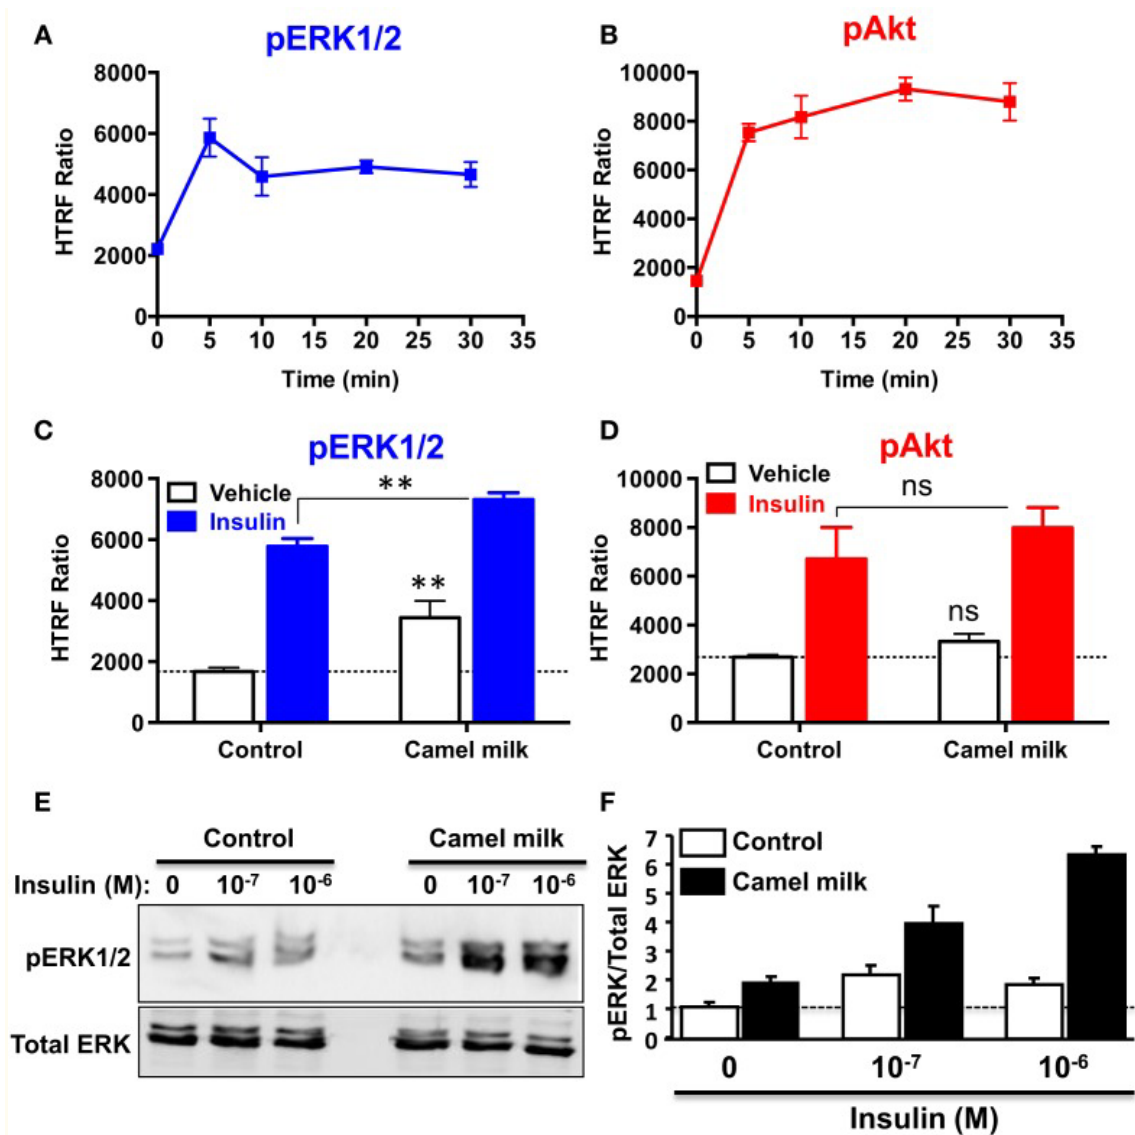 A
pERK1/2
8000
6000
4000
2000
0
HTRF Ratio
0 5 10 15 20 25 30 35
Time (min)
B
pAkt
10000
8000
6000
4000
2000
0
HTRF Ratio
0 5 10 15 20 25 30 35
Time (min)
C
pERK1/2
8000
6000
4000
2000
0
HTRF Ratio
Vehicle
Insulin
**
**
Control Camel milk
D
pAkt
10000
8000
6000
4000
2000
0
HTRF Ratio
Vehicle
Insulin
ns
ns
Control Camel milk
E
Control Camel milk
Insulin (M): 0 10⁻⁷ 10⁻⁶ 0 10⁻⁷ 10⁻⁶
pERK1/2
Total ERK
F
7
6
5
4
3
2
1
0
pERK/Total ERK
Control
Camel milk
0 10⁻⁷ 10⁻⁶
Insulin (M)